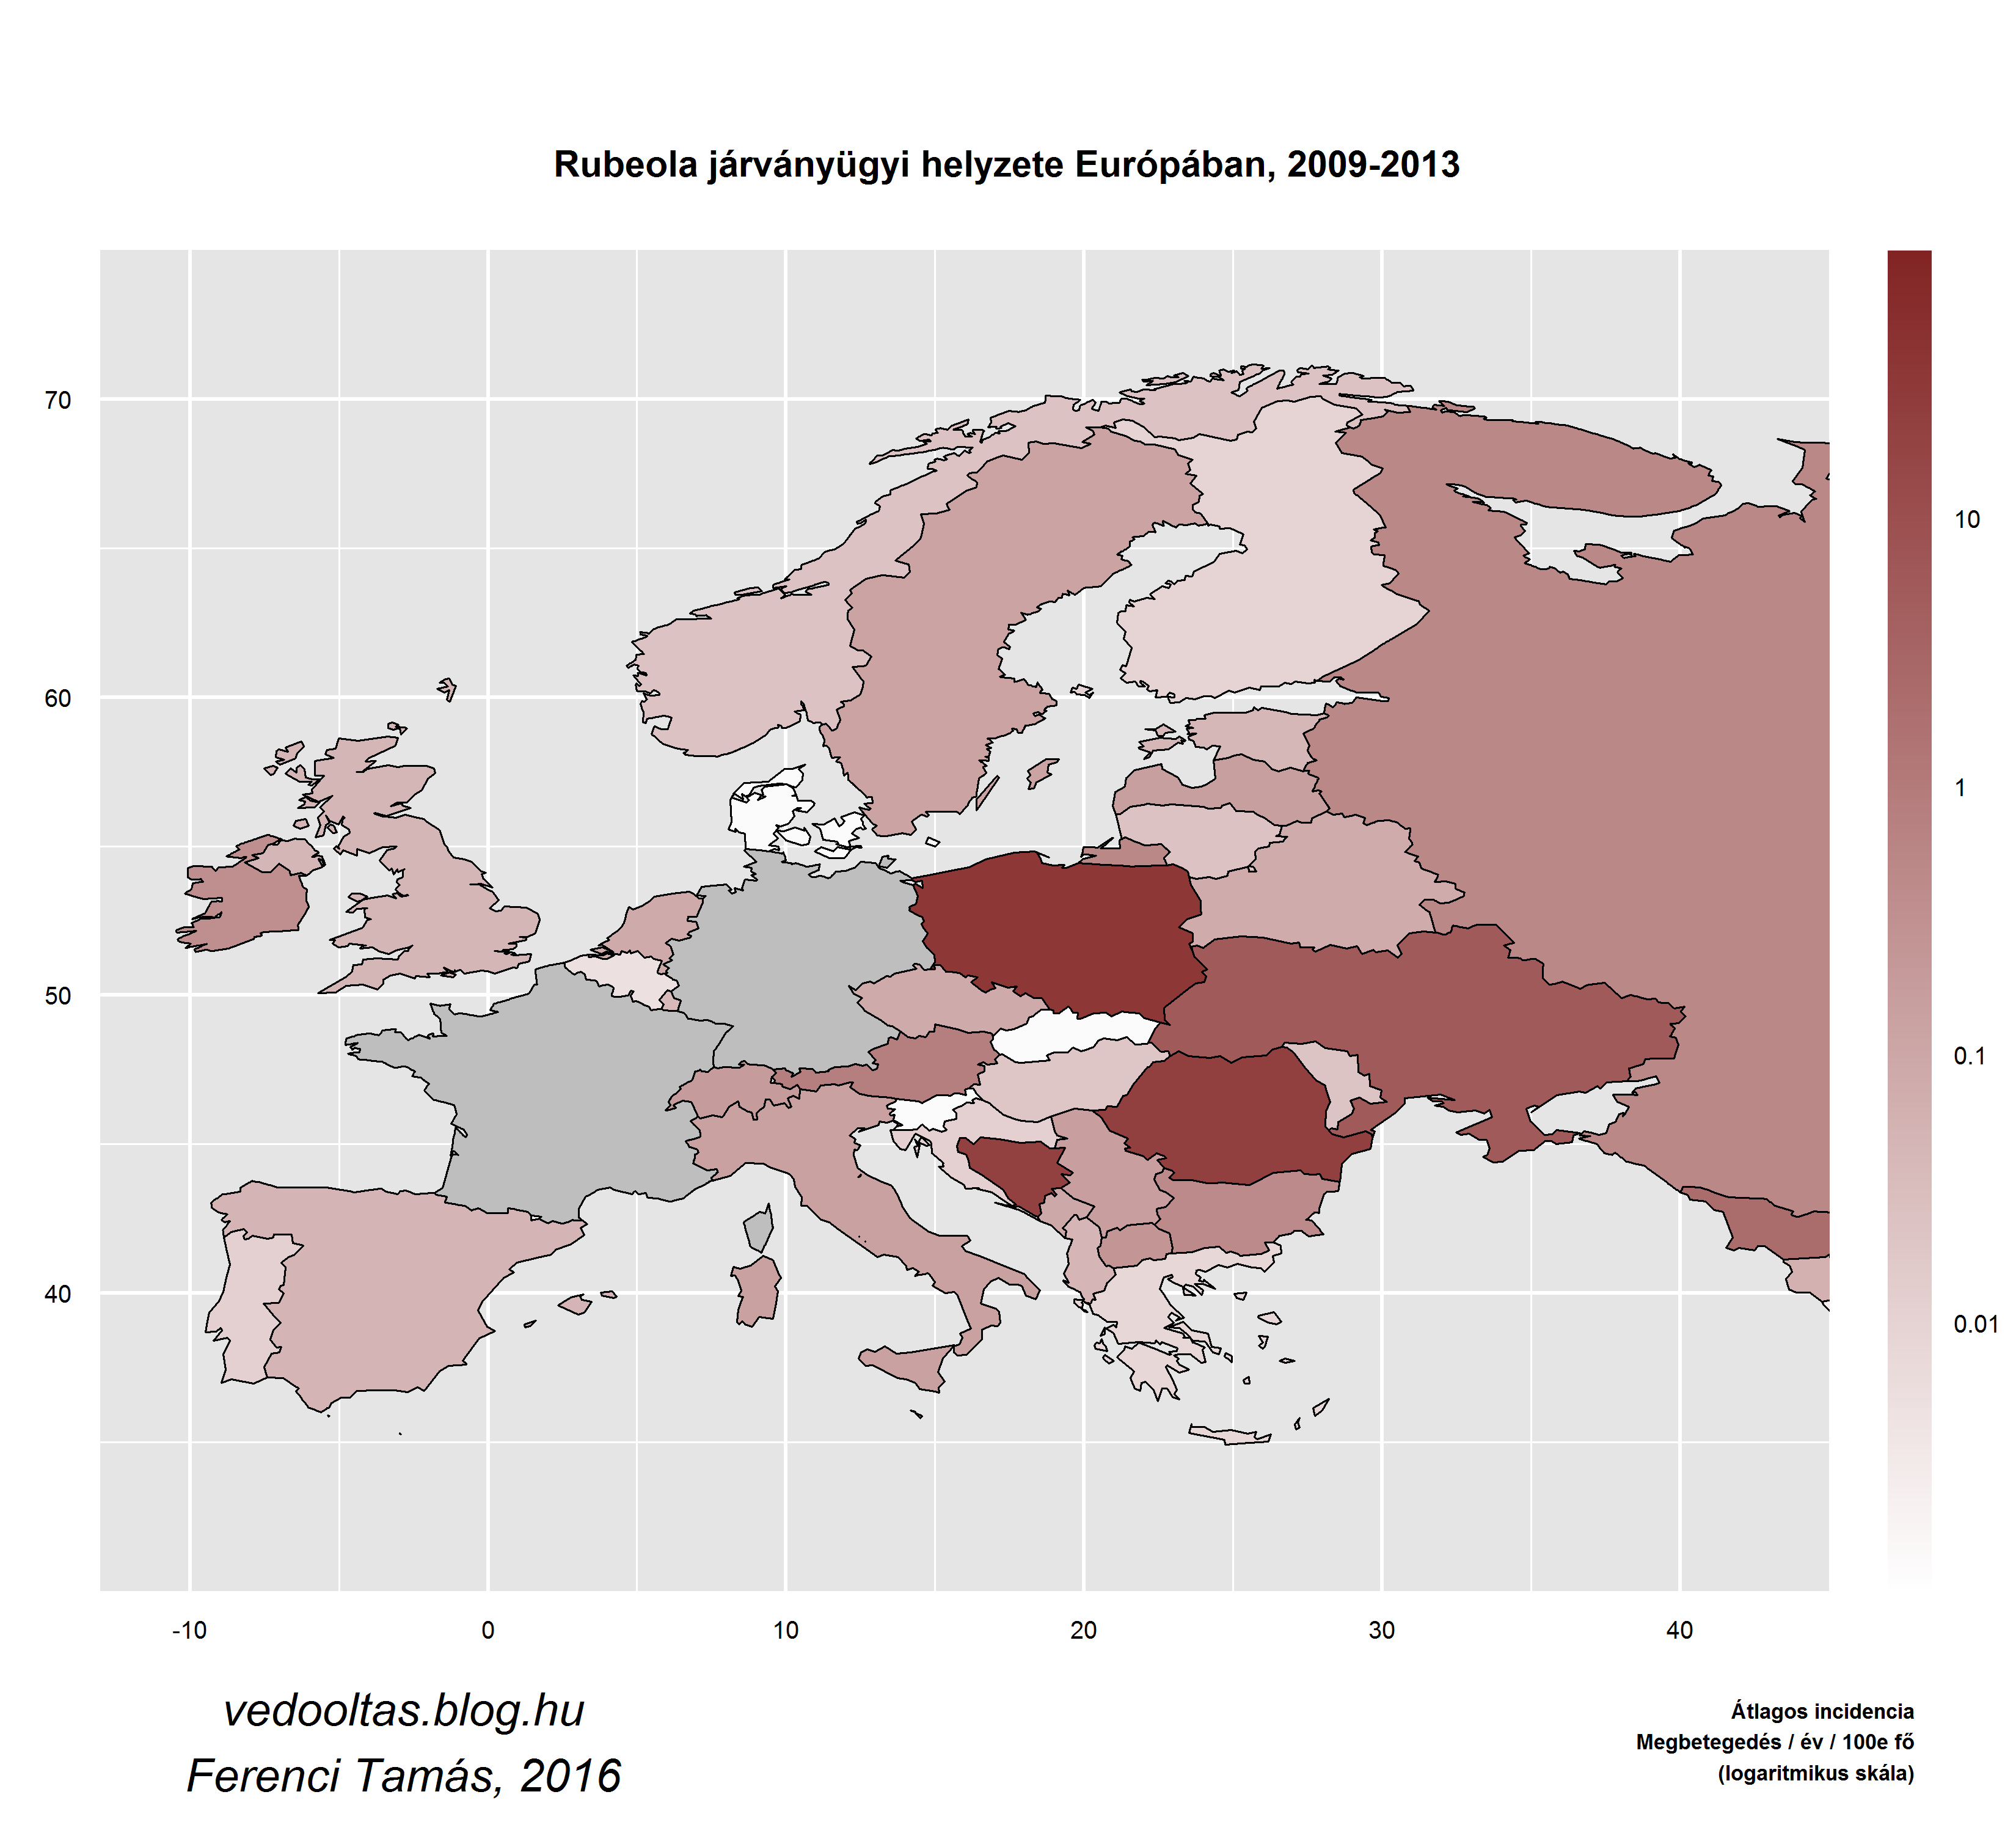 Rubeola járványügyi helyzete Európában, 2009-2013
70
60
50
40
-10
0
10
20
30
40
10
1
0.1
0.01
vedooltas.blog.hu
Ferenci Tamás, 2016
Átlagos incidencia
Megbetegedés / év / 100e fő
(logaritmikus skála)